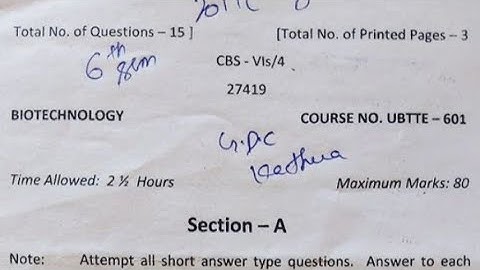 Total No. of Questions – 15 ] [Total No. of Printed Pages – 3
6th Sem
CBS - VIs/4
27419
BIOTECHNOLOGY COURSE NO. UBTTE – 601
G.D.C
Kathua
Time Allowed: 2 ½ Hours Maximum Marks: 80
Section – A
Note: Attempt all short answer type questions. Answer to each